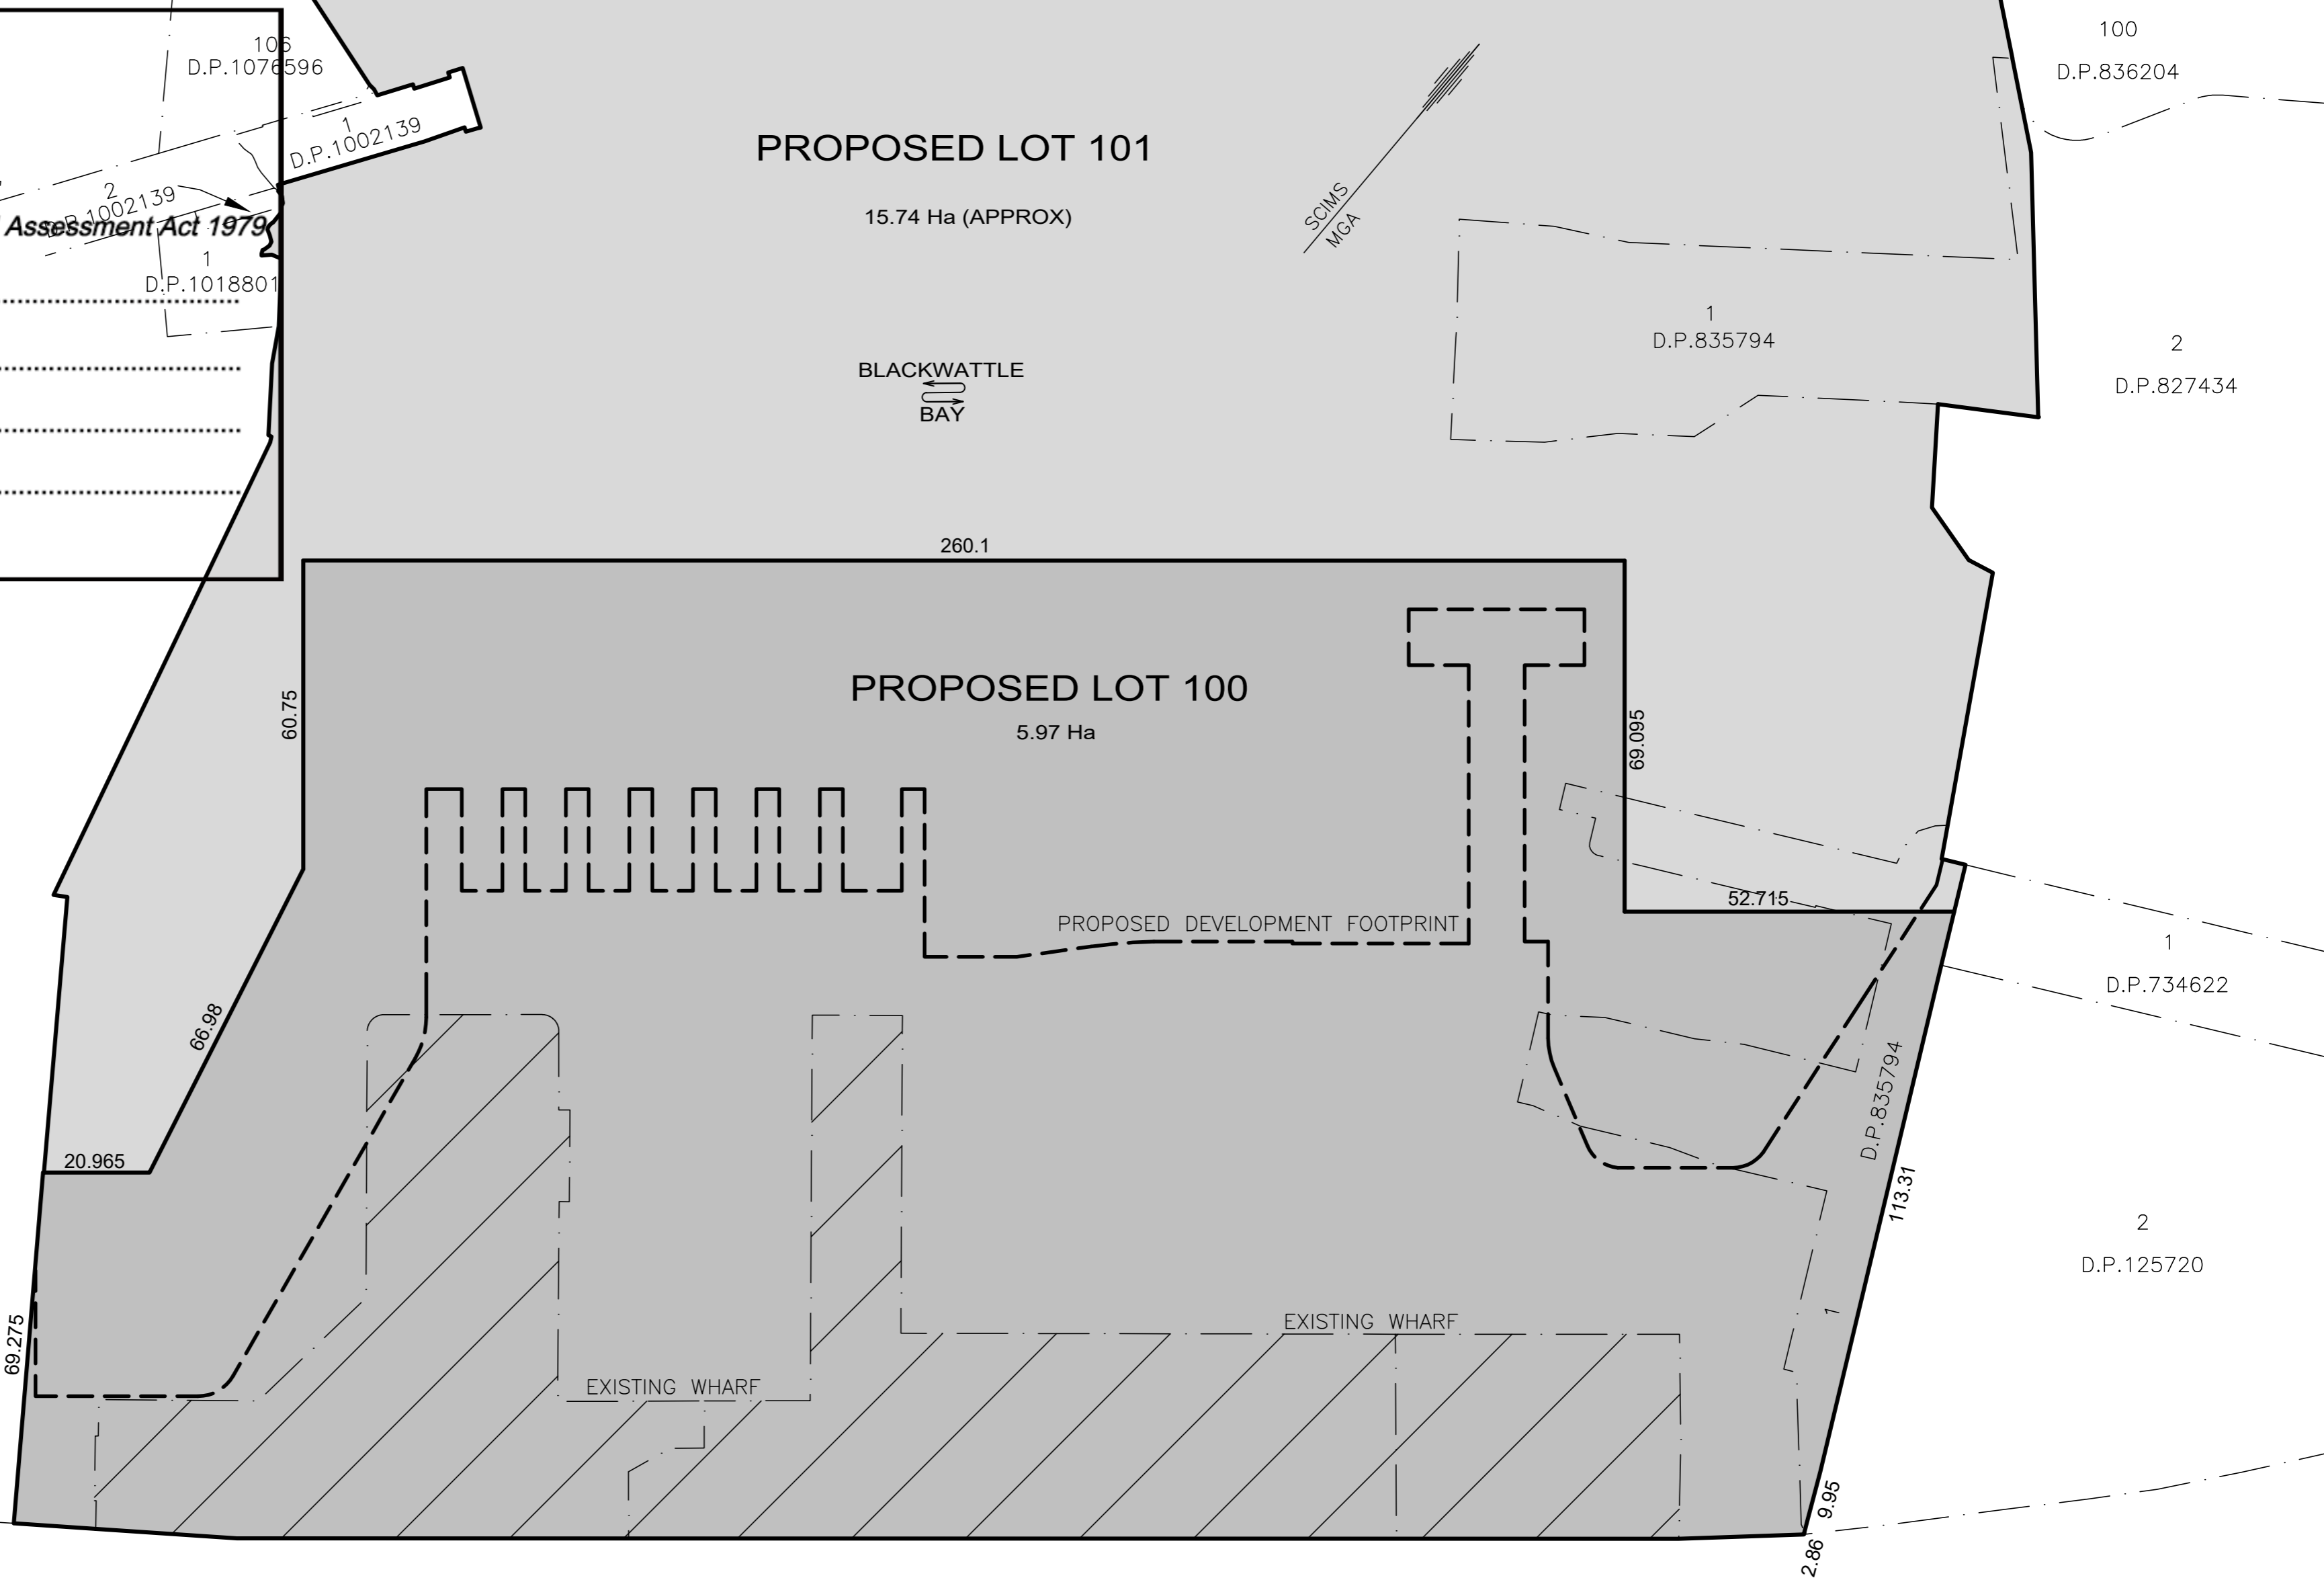 106
D.P.1076596
1
D.P.1002139
2
D.P.1002139
Assessment Act 1979
1
D.P.1018801
PROPOSED LOT 101
15.74 Ha (APPROX)
SCIMS
MGA
BLACKWATTLE
BAY
100
D.P.836204
1
D.P.835794
2
D.P.827434
260.1
60.75
PROPOSED LOT 100
5.97 Ha
69.095
52.715
PROPOSED DEVELOPMENT FOOTPRINT
66.98
1
D.P.734622
20.965
D.P.835794
1
113.31
2
D.P.125720
69.275
EXISTING WHARF
EXISTING WHARF
9.95
2.86